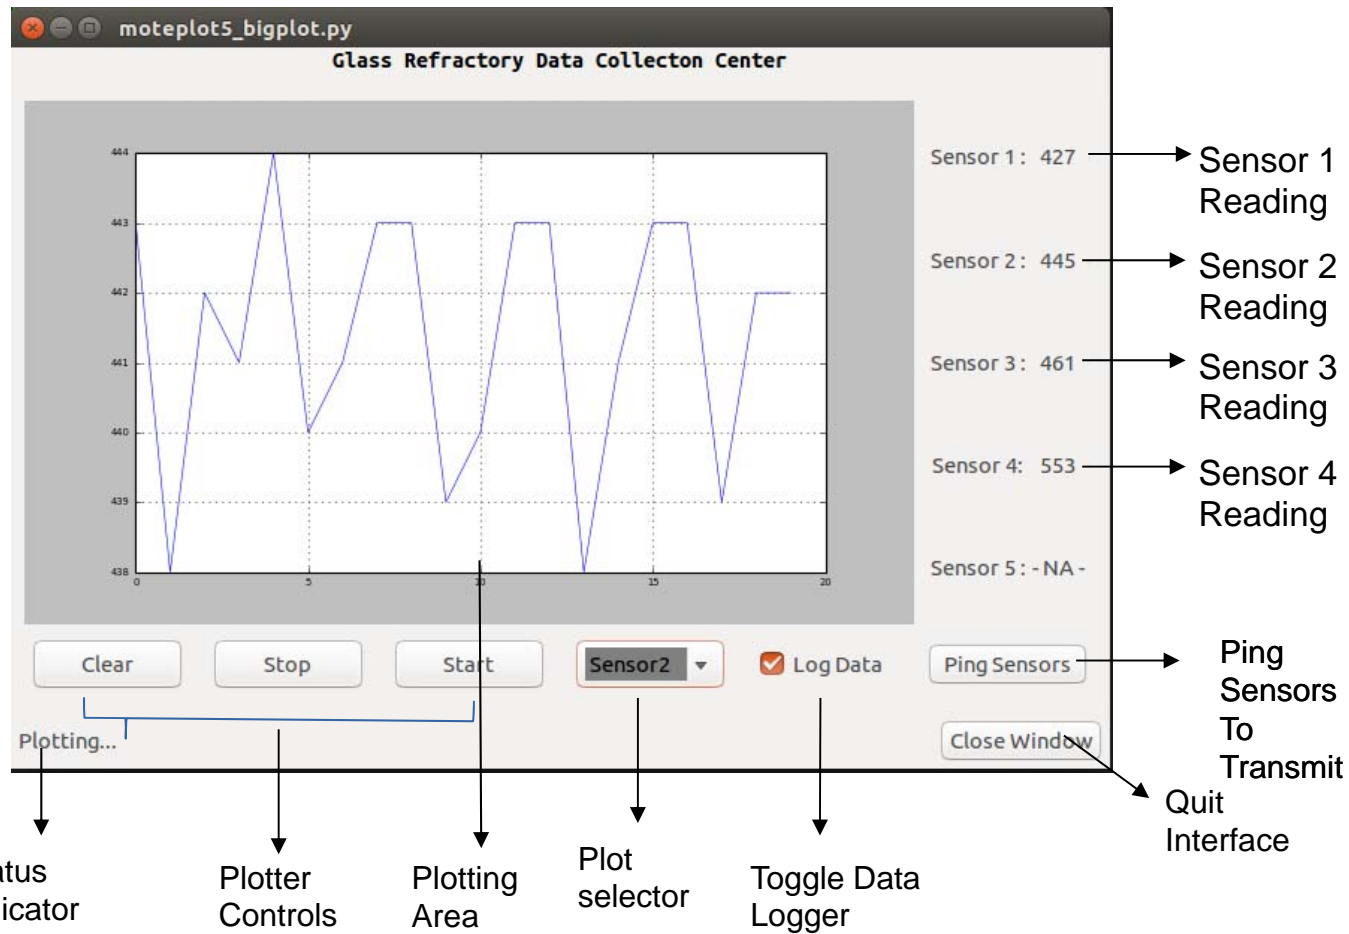 moteplot5_bigplot.py
Glass Refractory Data Collecton Center
444
443
442
441
440
439
438
0
5
10
15
20
Sensor 1: 427
Sensor 2: 445
Sensor 3: 461
Sensor 4: 553
Sensor 5: - NA -
Sensor 1
Reading
Sensor 2
Reading
Sensor 3
Reading
Sensor 4
Reading
Clear
Stop
Start
Sensor2
Log Data
Ping Sensors
Plotting...
Close Window
Ping
Sensors
To
Transmit
Quit
Interface
atus
icator
Plotter
Controls
Plotting
Area
Plot
selector
Toggle Data
Logger